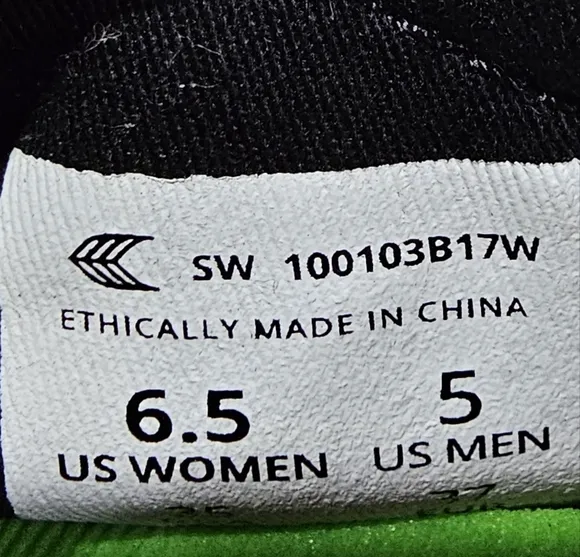 SW 100103B17W
ETHICALLY MADE IN CHINA
6.5 5
US WOMEN US MEN